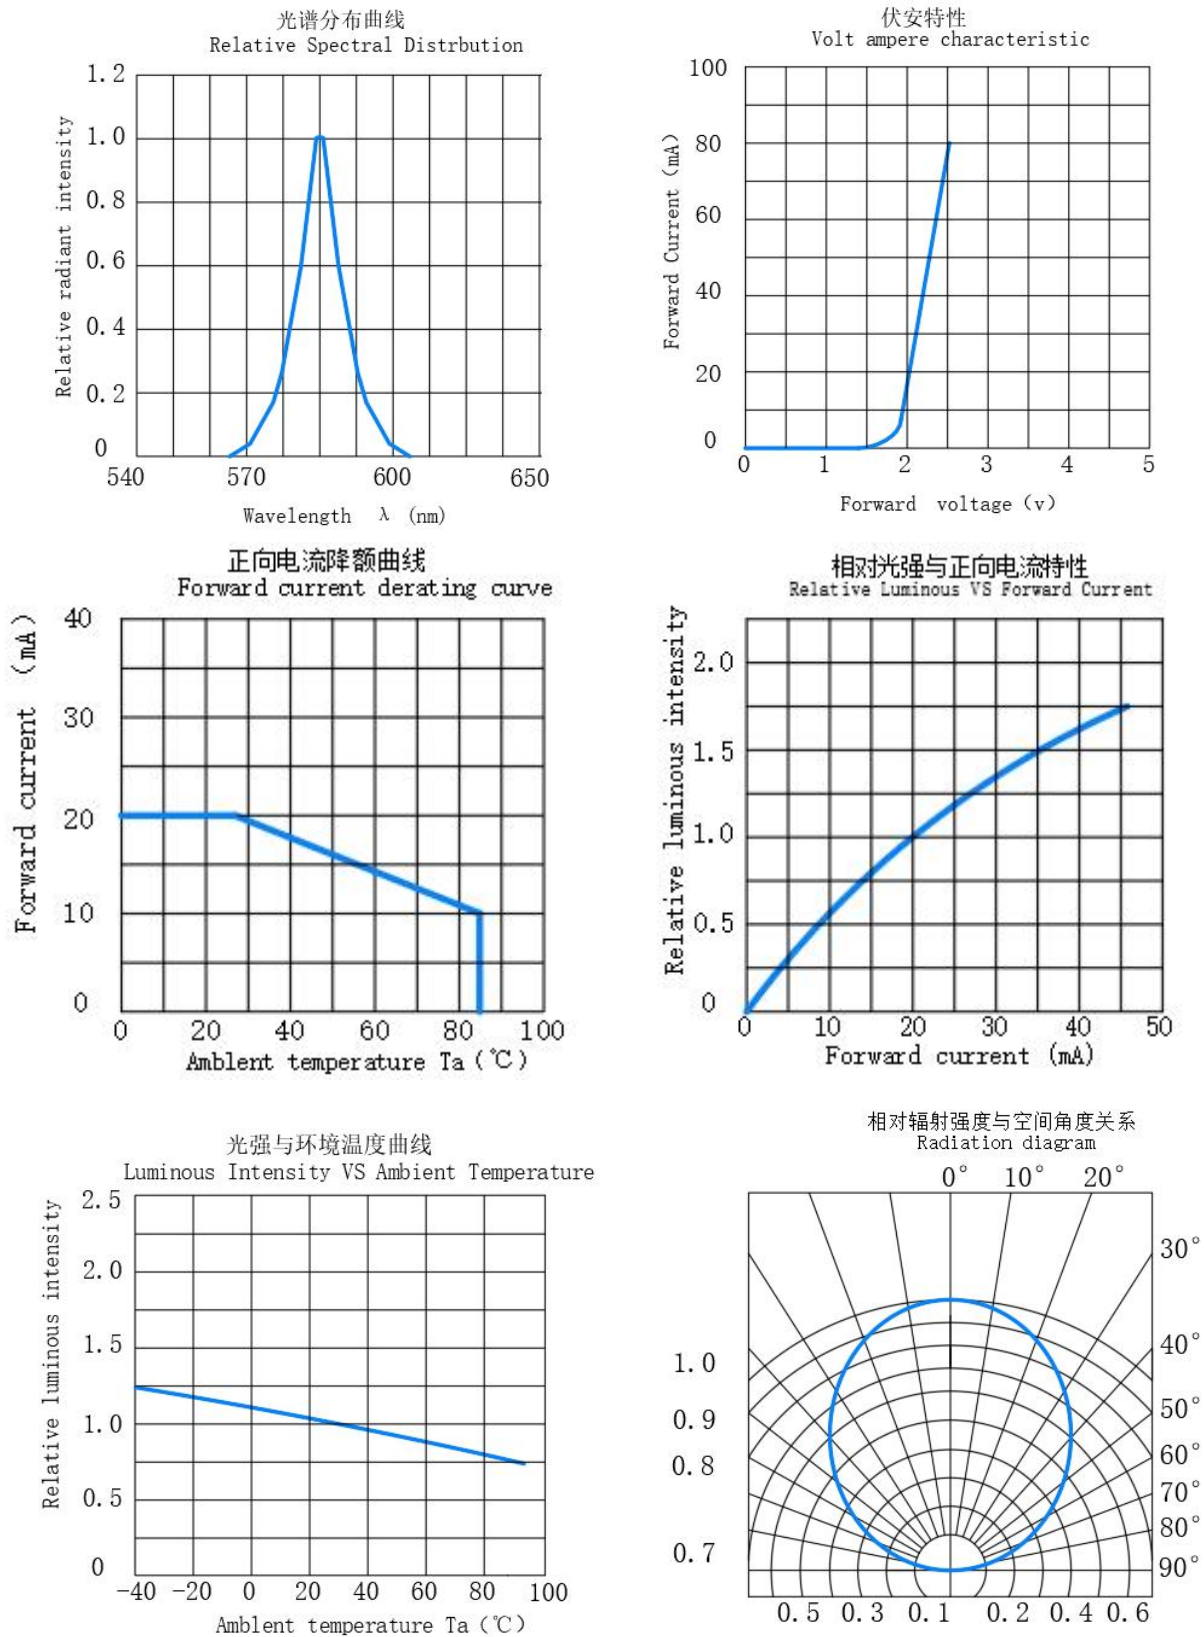 光谱分布曲线
Relative Spectral Distrbution
Relative radiant intensity
1.2
1.0
0.8
0.6
0.4
0.2
0
540 570 600 650
Wavelength λ (nm)
伏安特性
Volt ampere characteristic
Forward Current (mA)
100
80
60
40
20
0
0 1 2 3 4 5
Forward voltage (v)
正向电流降额曲线
Forward current derating curve
Forward current (mA)
40
30
20
10
0
0 20 40 60 80 100
Amblent temperature Ta (℃)
相对光强与正向电流特性
Relative Luminous VS Forward Current
Relative luminous intensity
2.0
1.5
1.0
0.5
0
0 10 20 30 40 50
Forward current (mA)
光强与环境温度曲线
Luminous Intensity VS Ambient Temperature
Relative luminous intensity
2.5
2.0
1.5
1.0
0.5
0
-40 -20 0 20 40 60 80 100
Amblent temperature Ta (℃)
相对辐射强度与空间角度关系
Radiation diagram
0° 10° 20°
30°
40°
50°
60°
70°
80°
90°
1.0
0.9
0.8
0.7
0.5 0.3 0.1 0.2 0.4 0.6